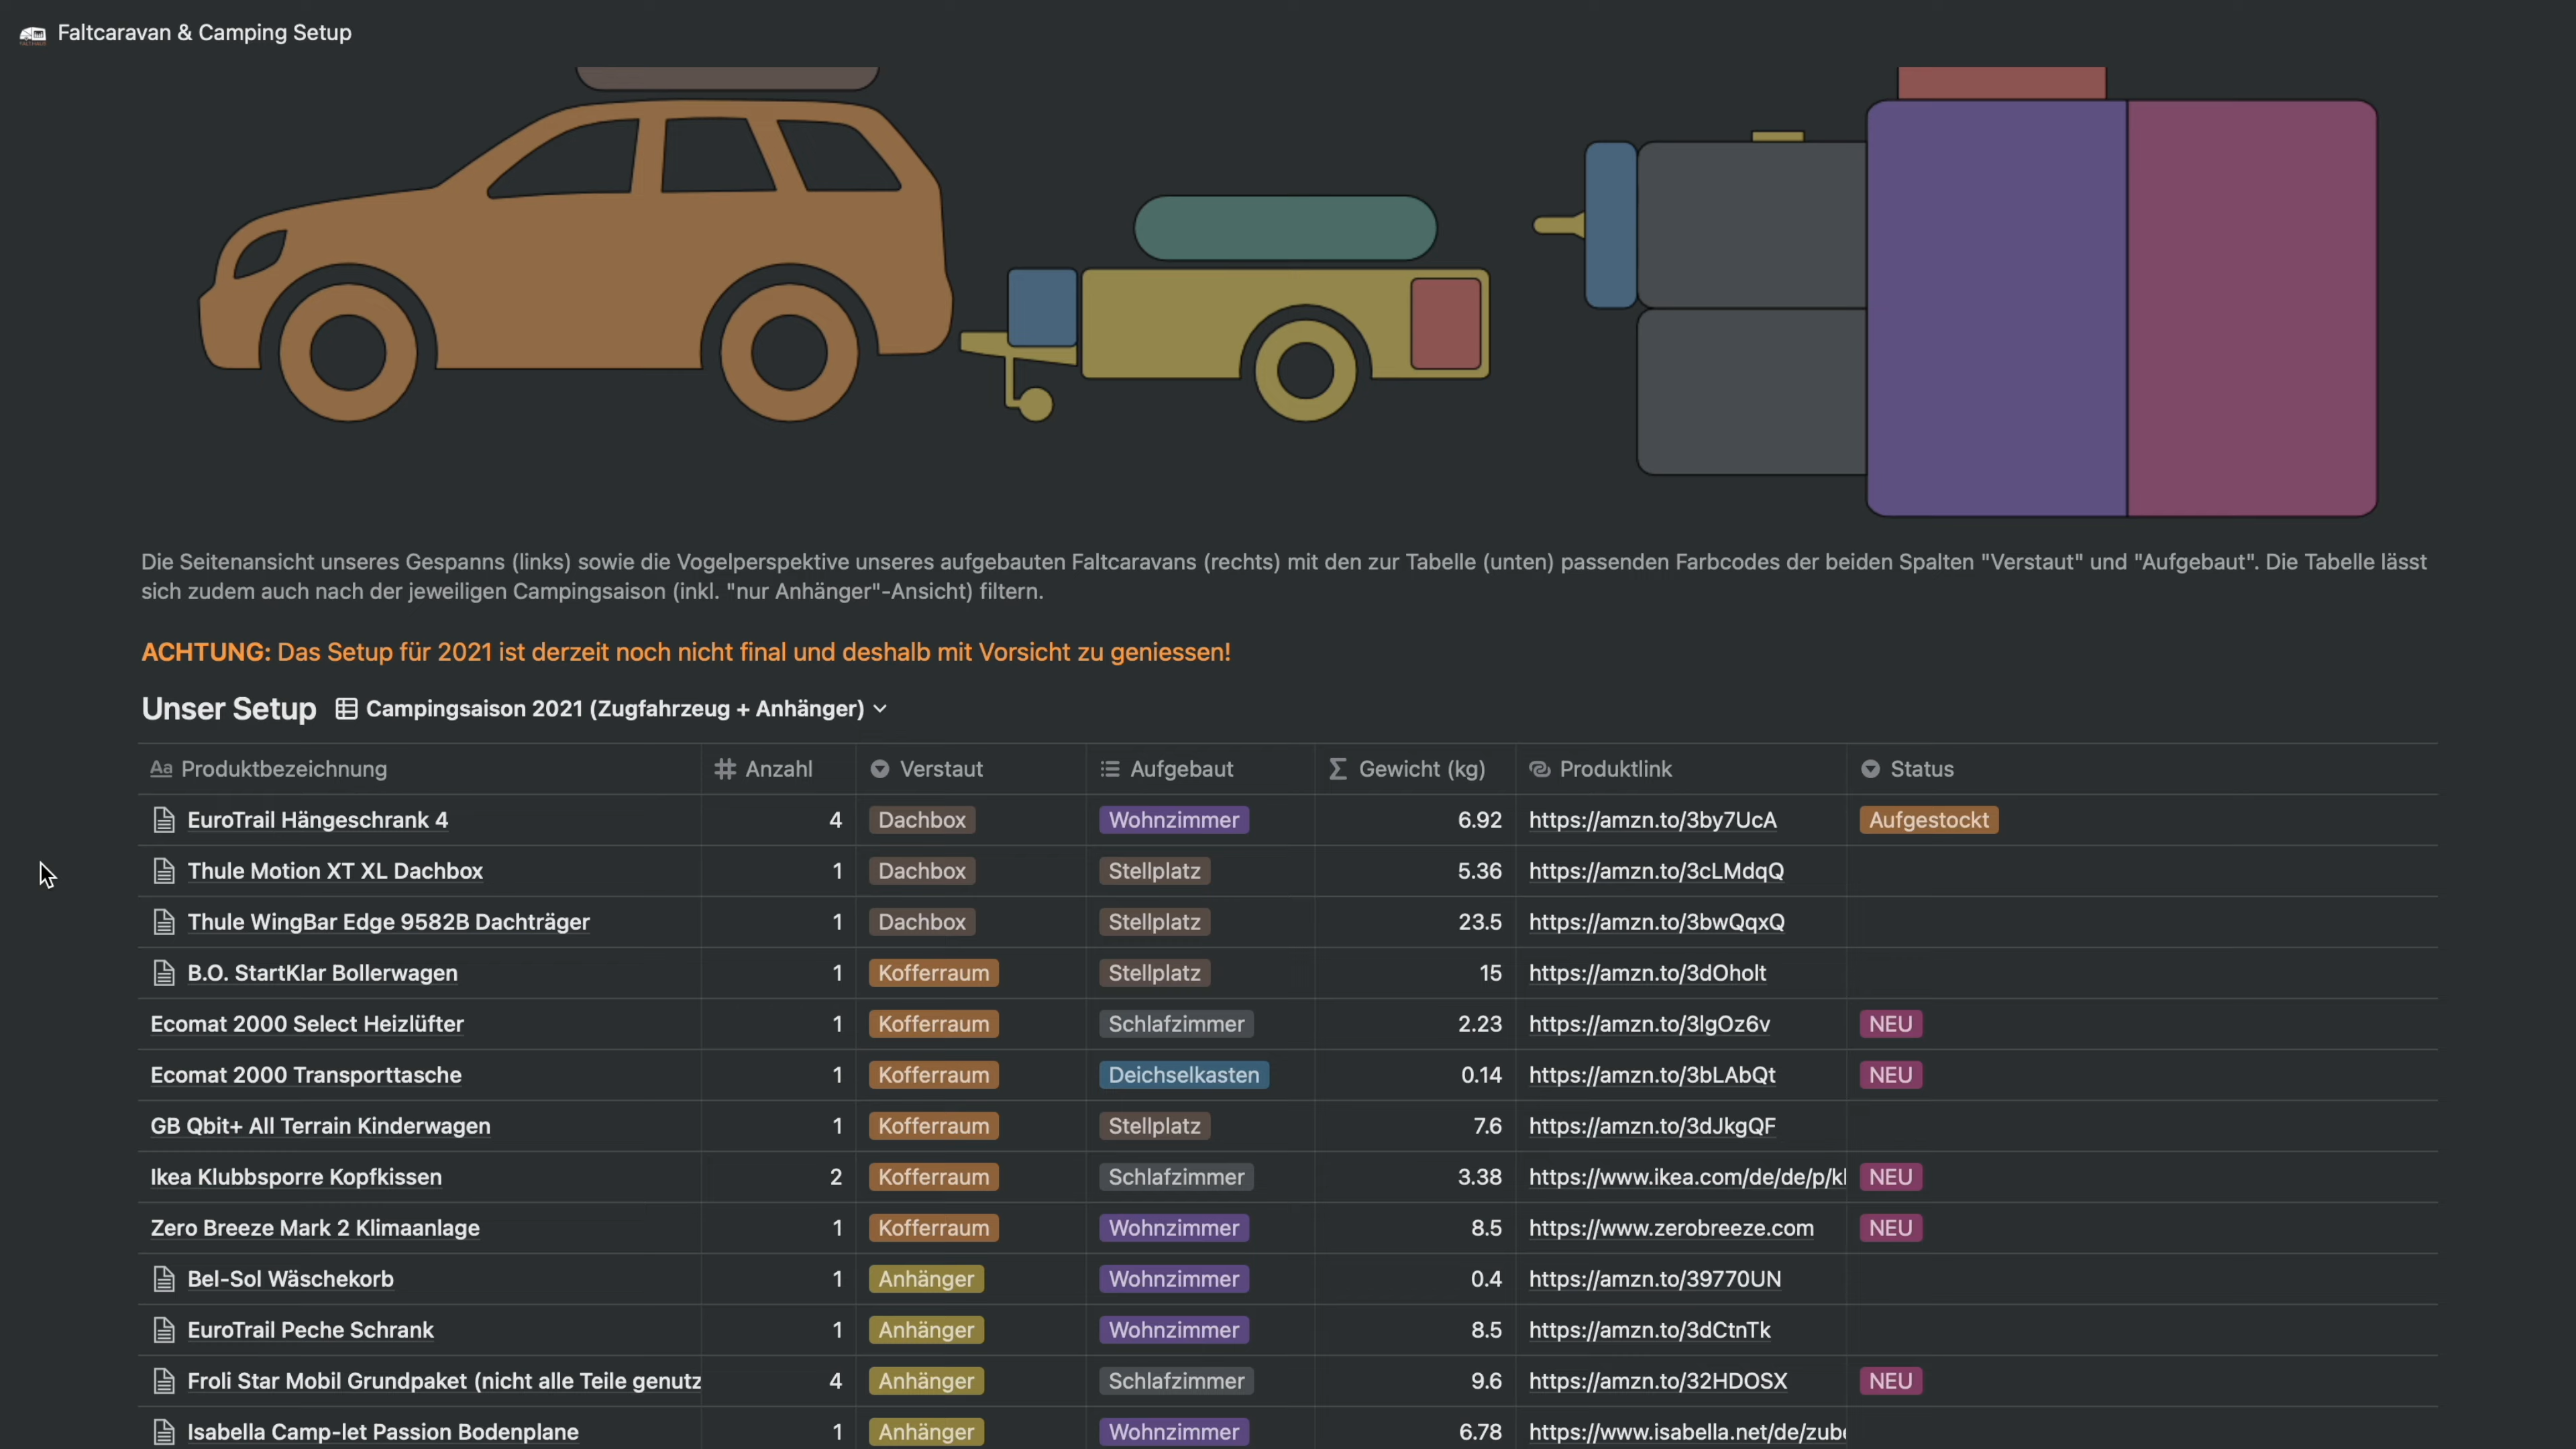 Faltcaravan & Camping Setup
Die Seitenansicht unseres Gespanns (links) sowie die Vogelperspektive unseres aufgebauten Faltcaravans (rechts) mit den zur Tabelle (unten) passenden Farbcodes der beiden Spalten "Verstaut" und "Aufgebaut". Die Tabelle lässt
sich zudem auch nach der jeweiligen Campingsaison (inkl. "nur Anhänger"-Ansicht) filtern.
ACHTUNG: Das Setup für 2021 ist derzeit noch nicht final und deshalb mit Vorsicht zu geniessen!
Unser Setup Campingsaison 2021 (Zugfahrzeug + Anhänger)
Aa Produktbezeichnung Anzahl Verstaut Aufgebaut Σ Gewicht (kg) Produktlink Status
EuroTrail Hängeschrank 4 4 Dachbox Wohnzimmer 6.92 https://amzn.to/3by7UcA Aufgestockt
Thule Motion XT XL Dachbox 1 Dachbox Stellplatz 5.36 https://amzn.to/3cLMdqQ
Thule WingBar Edge 9582B Dachträger 1 Dachbox Stellplatz 23.5 https://amzn.to/3bwQqxQ
B.O. StartKlar Bollerwagen 1 Kofferraum Stellplatz 15 https://amzn.to/3dOholt
Ecomat 2000 Select Heizlüfter 1 Kofferraum Schlafzimmer 2.23 https://amzn.to/3lgOz6v NEU
Ecomat 2000 Transporttasche 1 Kofferraum Deichselkasten 0.14 https://amzn.to/3bLAbQt NEU
GB Qbit+ All Terrain Kinderwagen 1 Kofferraum Stellplatz 7.6 https://amzn.to/3dJkgQF
Ikea Klubbsporre Kopfkissen 2 Kofferraum Schlafzimmer 3.38 https://www.ikea.com/de/de/p/kl NEU
Zero Breeze Mark 2 Klimaanlage 1 Kofferraum Wohnzimmer 8.5 https://www.zerobreeze.com NEU
Bel-Sol Wäschekorb 1 Anhänger Wohnzimmer 0.4 https://amzn.to/39770UN
EuroTrail Peche Schrank 1 Anhänger Wohnzimmer 8.5 https://amzn.to/3dCtnTk
Froli Star Mobil Grundpaket (nicht alle Teile genutz 4 Anhänger Schlafzimmer 9.6 https://amzn.to/32HDOSX NEU
Isabella Camp-let Passion Bodenplane 1 Anhänger Wohnzimmer 6.78 https://www.isabella.net/de/zube